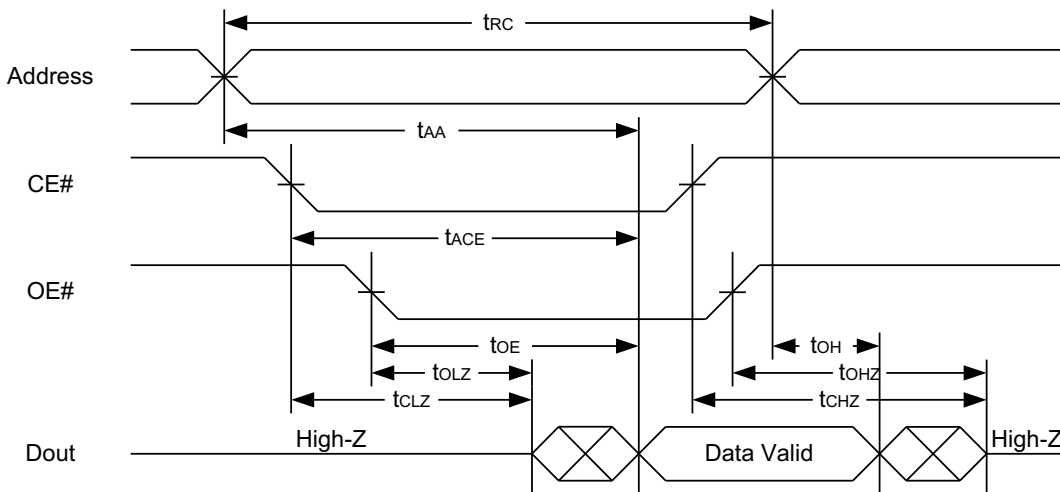 tRC
Address
tAA
CE#
tACE
OE#
tOE
tOH
tOLZ
tOHZ
tCLZ
tCHZ
High-Z
High-Z
Dout
Data Valid